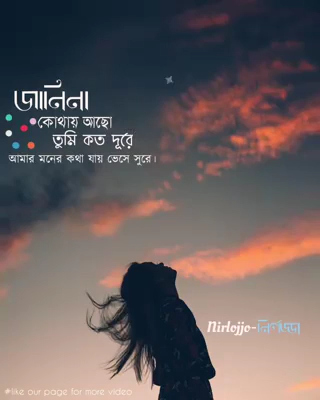 জানিনা
কোথায় আছো
তুমি কত দূরে
আমার মনের কথা যায় ভেসে সুরে।
Nirlojjo-নির্লজ্জ
#like our page for more video